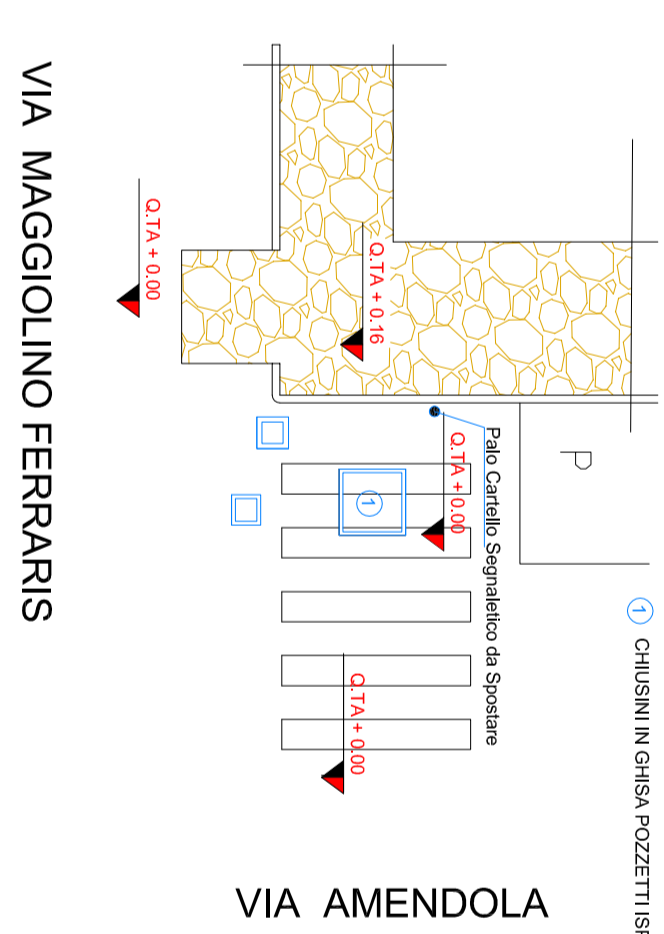 VIA MAGGIOLINO FERRARIS
Q.TA + 0.00
Q.TA + 0.16
Q.TA + 0.00
Palo Cartello Segnaletico da Spostare
P
1
1 CHIUSINI IN GHISA POZZETTI
Q.TA + 0.00
VIA AMENDOLA